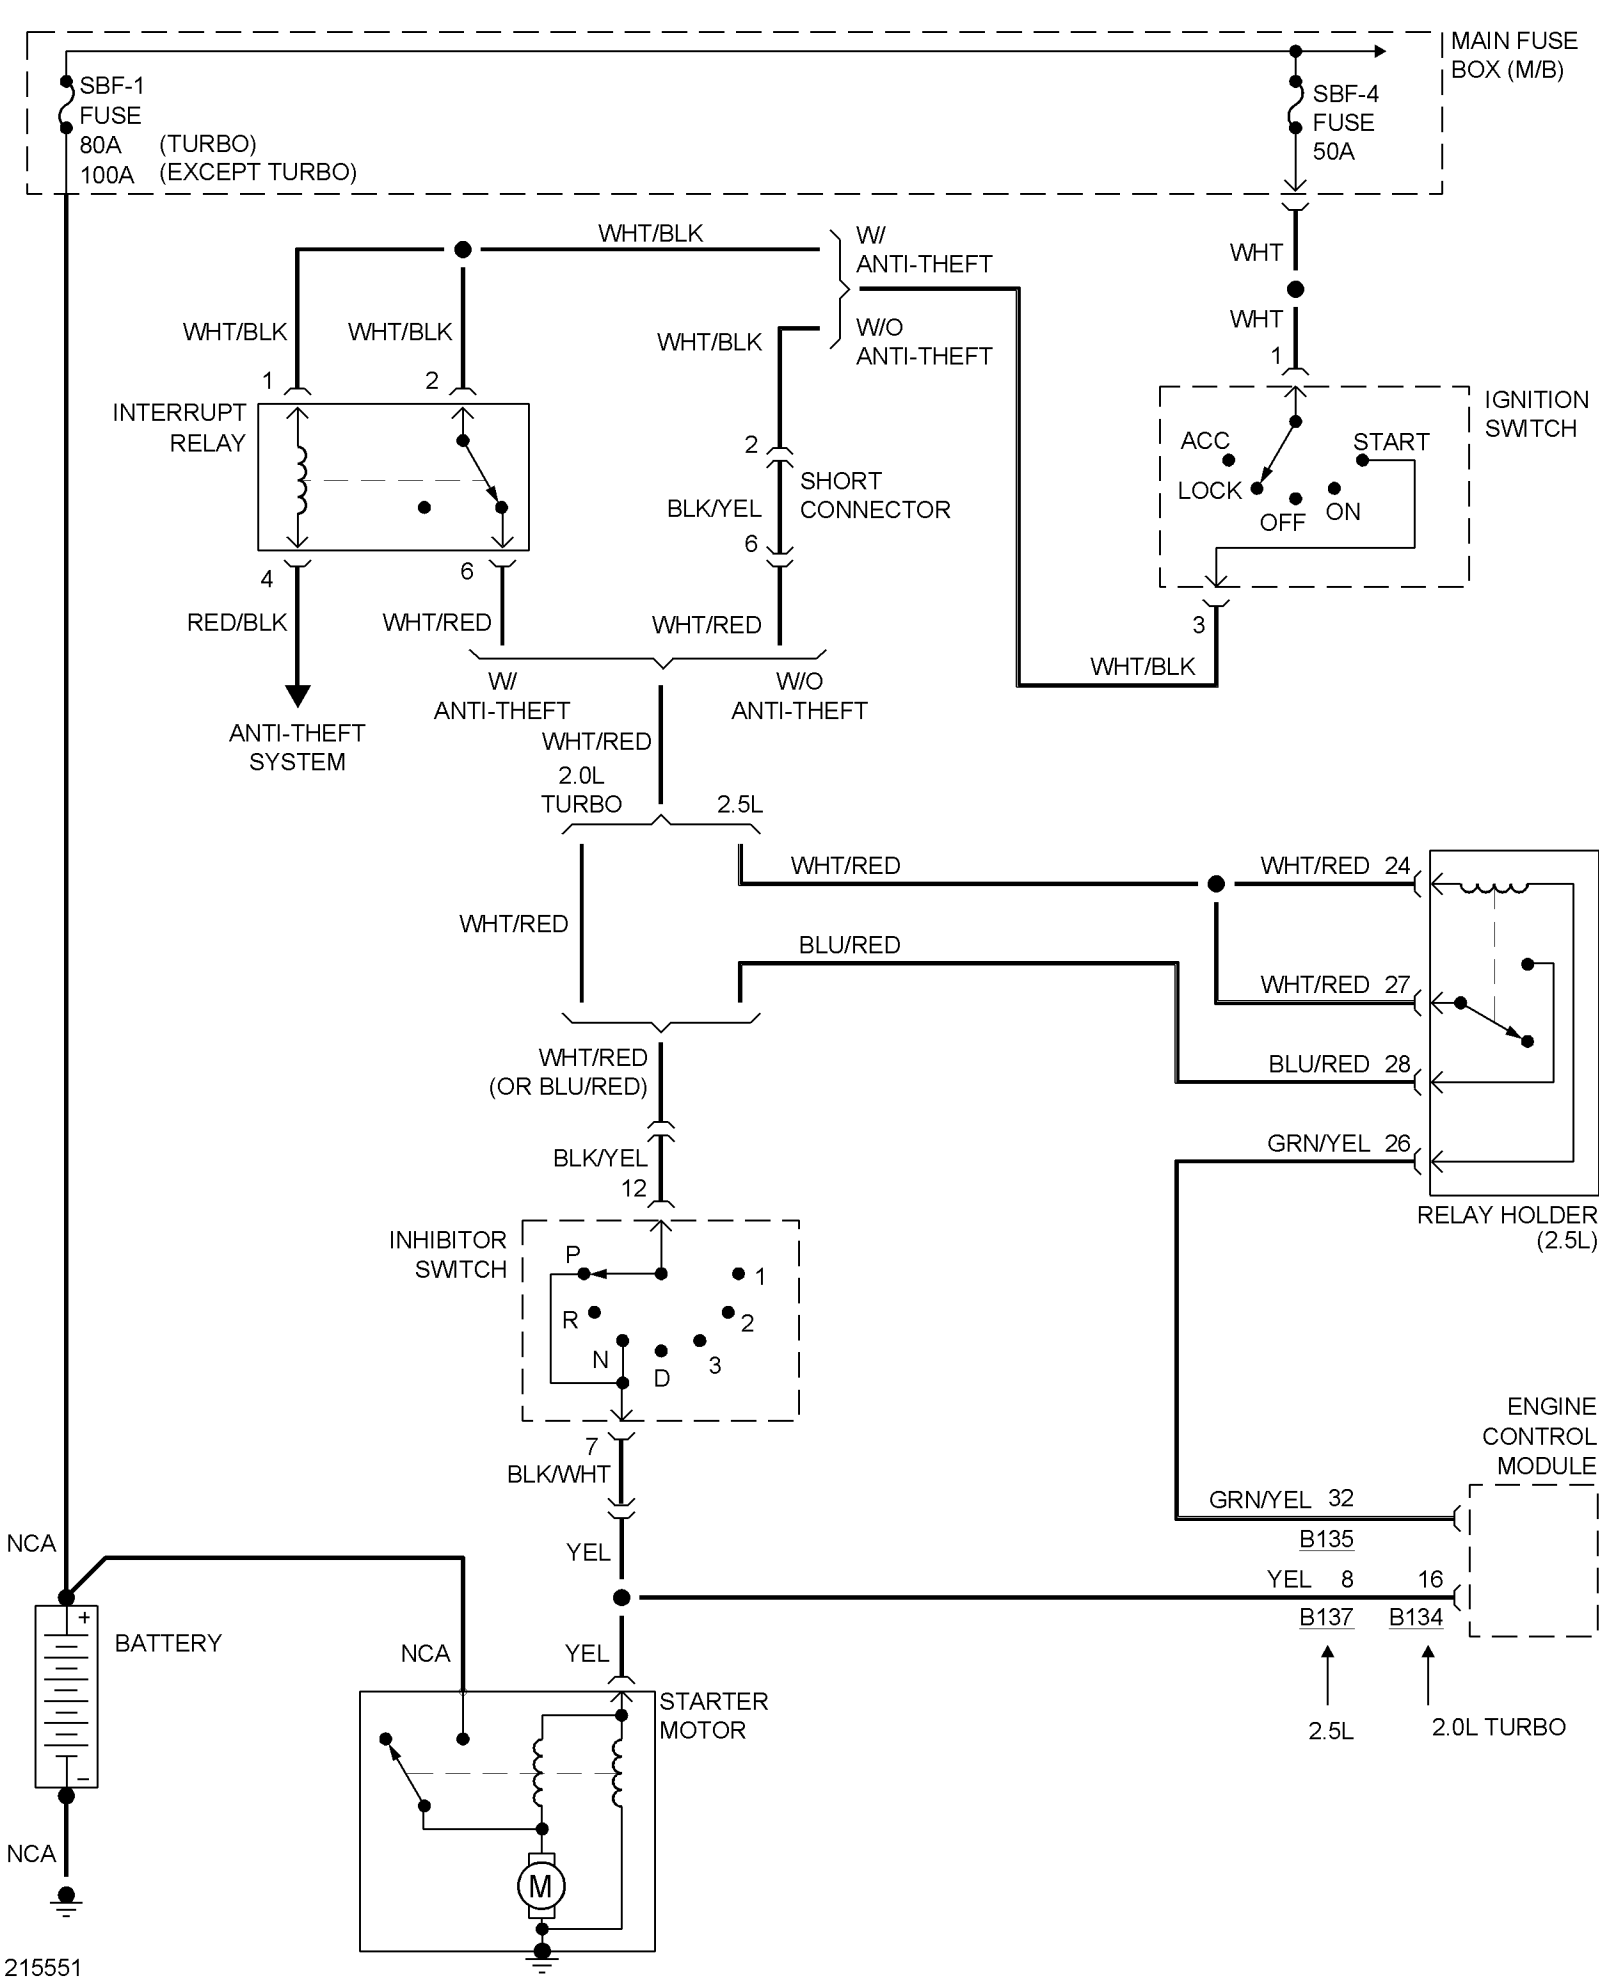 MAIN FUSE
BOX (M/B)
SBF-1
FUSE
80A (TURBO)
100A (EXCEPT TURBO)
SBF-4
FUSE
50A
WHT/BLK
W/
ANTI-THEFT
WHT
WHT/BLK
WHT/BLK
WHT/BLK
W/O
ANTI-THEFT
WHT
1
1
2
INTERRUPT
RELAY
2
SHORT
CONNECTOR
BLK/YEL
6
IGNITION
SWITCH
ACC
START
LOCK
OFF
ON
4
6
RED/BLK
WHT/RED
WHT/RED
3
WHT/BLK
W/
ANTI-THEFT
W/O
ANTI-THEFT
ANTI-THEFT
SYSTEM
WHT/RED
2.0L
TURBO
2.5L
WHT/RED
WHT/RED 24
WHT/RED
BLU/RED
WHT/RED 27
WHT/RED
(OR BLU/RED)
BLU/RED 28
BLK/YEL
12
GRN/YEL 26
RELAY HOLDER
(2.5L)
INHIBITOR
SWITCH
P
R
N
D
3
2
1
7
BLK/WHT
ENGINE
CONTROL
MODULE
GRN/YEL 32
B135
NCA
YEL
YEL 8 16
B137 B134
+
BATTERY
NCA
YEL
STARTER
MOTOR
2.5L
2.0L TURBO
−
NCA
M
215551